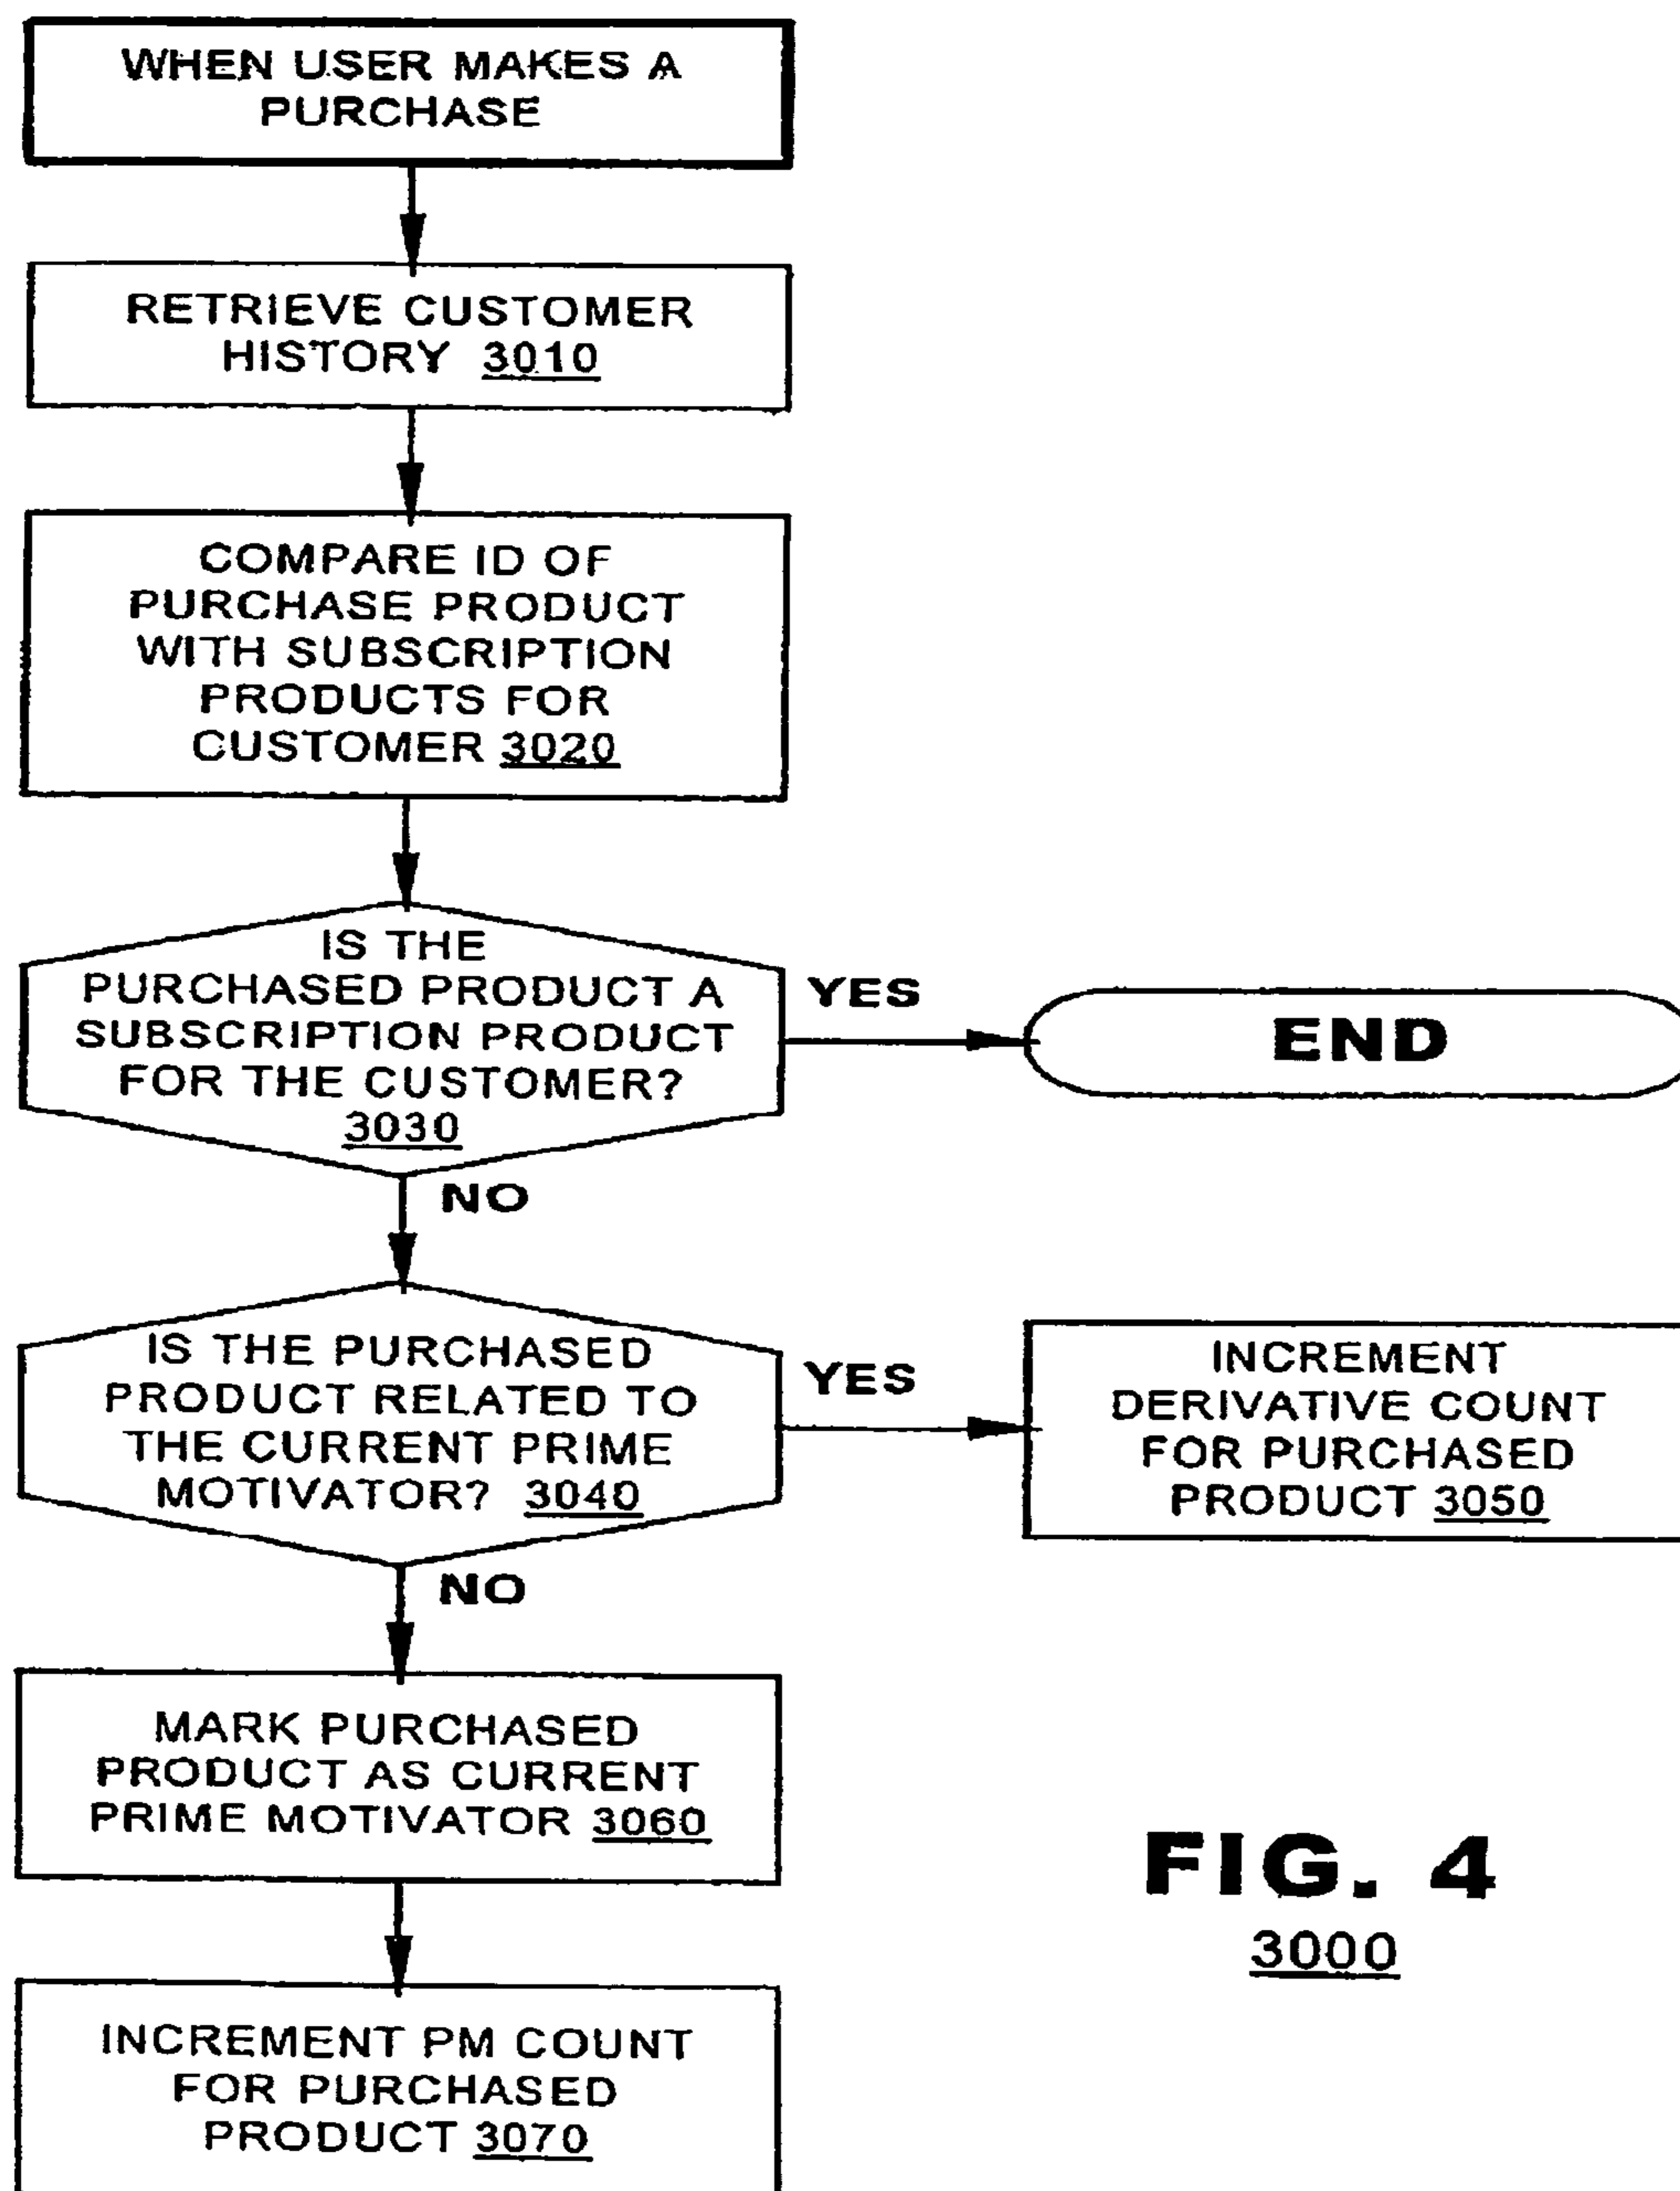 WHEN USER MAKES A
PURCHASE
RETRIEVE CUSTOMER
HISTORY 3010
COMPARE ID OF
PURCHASE PRODUCT
WITH SUBSCRIPTION
PRODUCTS FOR
CUSTOMER 3020
IS THE
PURCHASED PRODUCT A
SUBSCRIPTION PRODUCT
FOR THE CUSTOMER?
3030
YES
END
NO
IS THE PURCHASED
PRODUCT RELATED TO
THE CURRENT PRIME
MOTIVATOR? 3040
YES
INCREMENT
DERIVATIVE COUNT
FOR PURCHASED
PRODUCT 3050
NO
MARK PURCHASED
PRODUCT AS CURRENT
PRIME MOTIVATOR 3060
INCREMENT PM COUNT
FOR PURCHASED
PRODUCT 3070
FIG. 4
3000